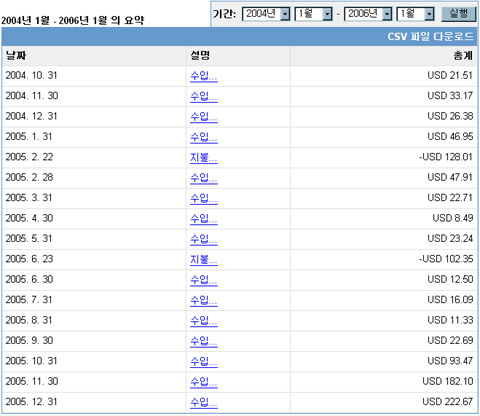 2004년 1월 - 2006년 1월 의 요약
기간: 2004년 1월 - 2006년 1월 실행
CSV 파일 다운로드
날짜 설명 총계
2004. 10. 31 수입... USD 21.51
2004. 11. 30 수입... USD 33.17
2004. 12. 31 수입... USD 26.38
2005. 1. 31 수입... USD 46.95
2005. 2. 22 지불... -USD 128.01
2005. 2. 28 수입... USD 47.91
2005. 3. 31 수입... USD 22.71
2005. 4. 30 수입... USD 8.49
2005. 5. 31 수입... USD 23.24
2005. 6. 23 지불... -USD 102.35
2005. 6. 30 수입... USD 12.50
2005. 7. 31 수입... USD 16.09
2005. 8. 31 수입... USD 11.33
2005. 9. 30 수입... USD 22.69
2005. 10. 31 수입... USD 93.47
2005. 11. 30 수입... USD 182.10
2005. 12. 31 수입... USD 222.67